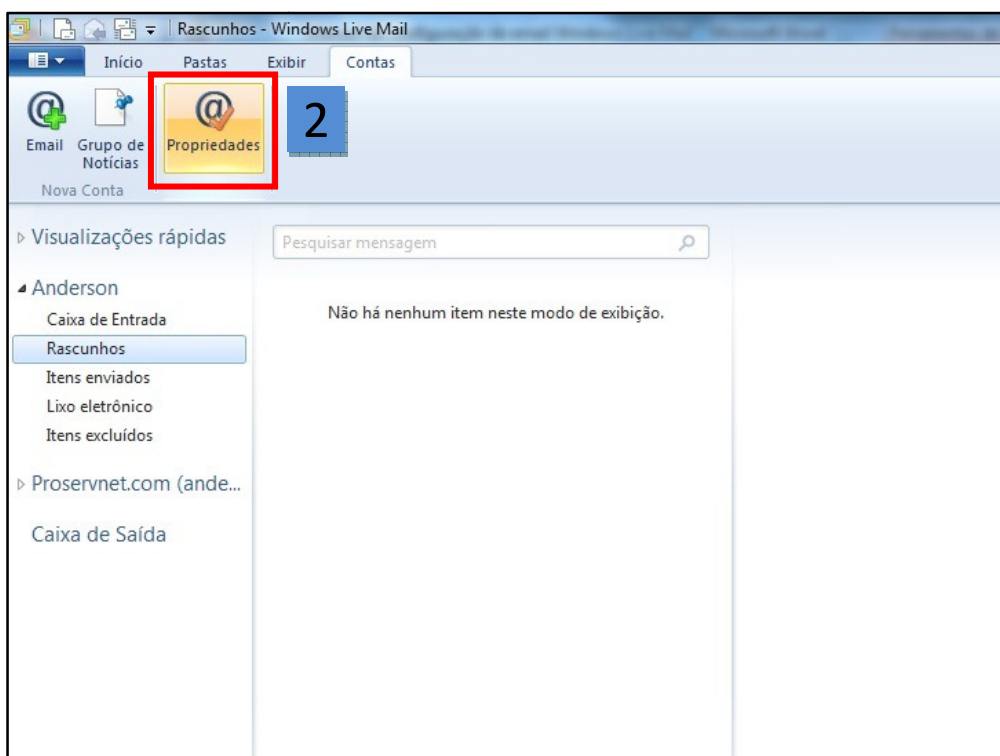 Rascunhos - Windows Live Mail
Início Pastas Exibir Contas
Email Grupo de Notícias Propriedades
2
Nova Conta
Visualizações rápidas
Pesquisar mensagem
Anderson
Caixa de Entrada
Não há nenhum item neste modo de exibição.
Rascunhos
Itens enviados
Lixo eletrônico
Itens excluídos
Proservnet.com (ande...
Caixa de Saída